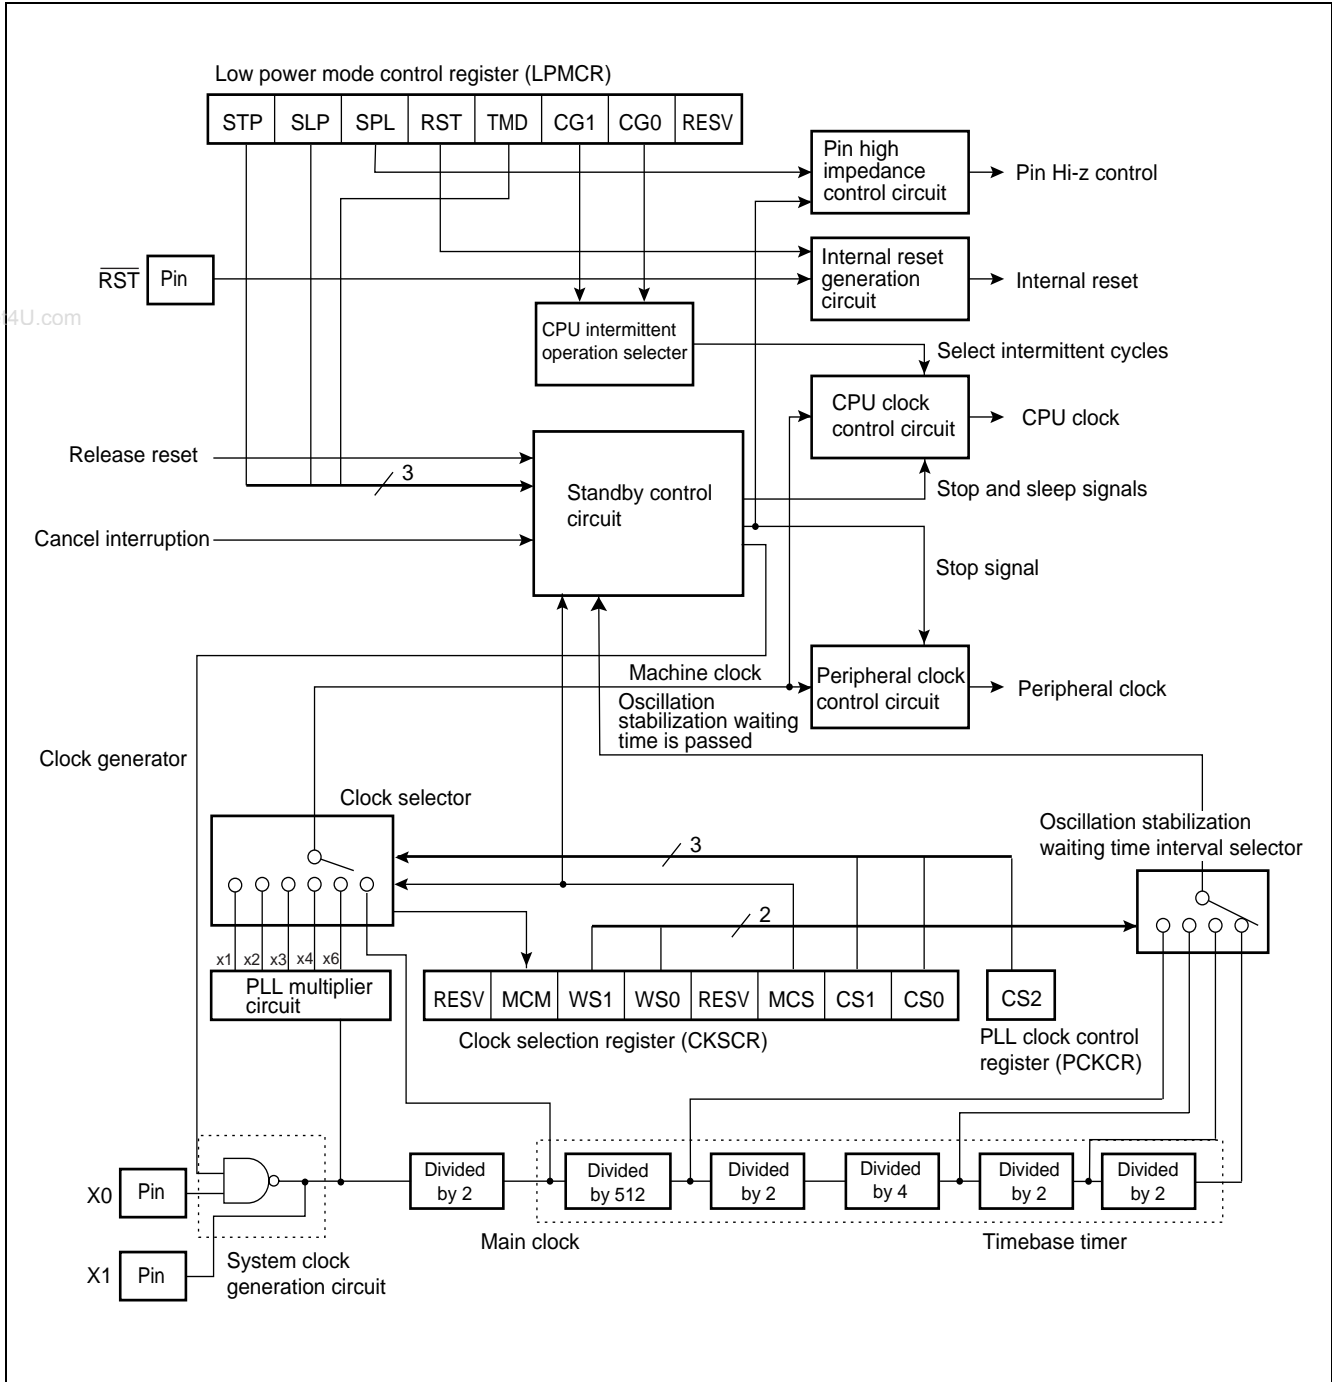 Low power mode control register (LPMCR)
STP SLP SPL RST TMD CG1 CG0 RESV
Pin high
impedance
control circuit
Pin Hi-z control
RST Pin
Internal reset
generation
circuit
Internal reset
4U.com
CPU intermittent
operation selecter
Select intermittent cycles
CPU clock
control circuit
CPU clock
Release reset
3
Standby control
circuit
Stop and sleep signals
Cancel interruption
Stop signal
Machine clock
Peripheral clock
control circuit
Peripheral clock
Oscillation
stabilization waiting
time is passed
Clock generator
Clock selector
3
Oscillation stabilization
waiting time interval selector
2
x1 x2 x3 x4 x6
PLL multiplier
circuit
RESV MCM WS1 WS0 RESV MCS CS1 CS0
CS2
Clock selection register (CKSCR)
PLL clock control
register (PCKCR)
X0 Pin
Divided
by 2
Divided
by 512
Divided
by 2
Divided
by 4
Divided
by 2
Divided
by 2
Main clock
Timebase timer
X1 Pin
System clock
generation circuit